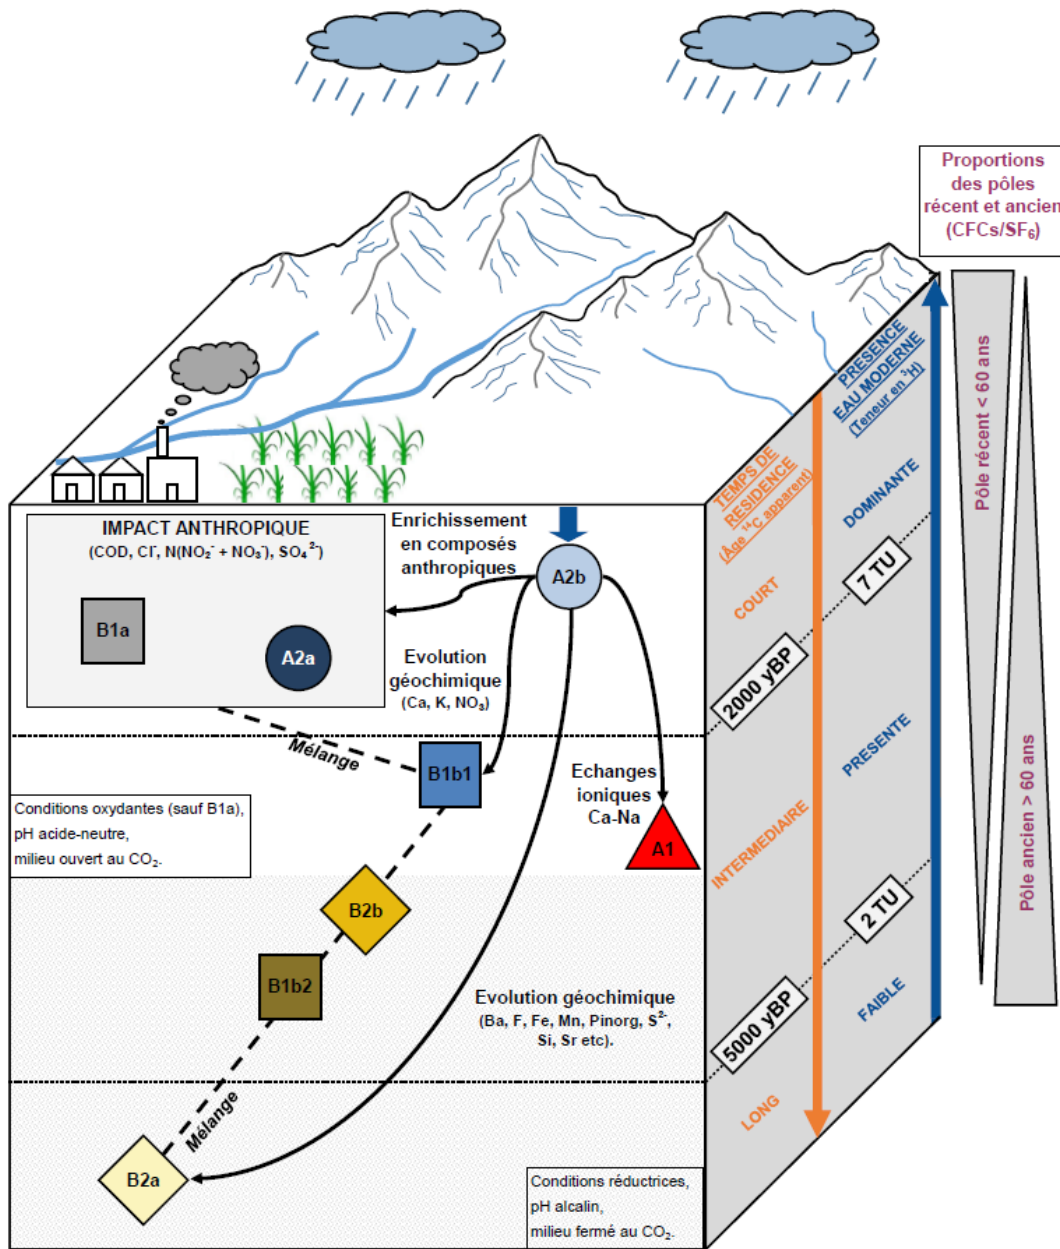 Proportions
des pôles
récent et ancien
(CFCs/SF₆)
Pôle récent < 60 ans
Pôle ancien > 60 ans
PRESENCE
EAU MODERNE
(Teneur en ³H)
DOMINANTE
7 TU
PRESENTE
2 TU
FAIBLE
TEMPS DE
RESIDENCE
(Âge ¹⁴C apparent)
COURT
2000 yBP
INTERMEDIAIRE
5000 yBP
LONG
IMPACT ANTHROPIQUE
(COD, Cl⁻, N(NO₂⁻ + NO₃⁻), SO₄²⁻)
B1a
A2a
Enrichissement
en composés
anthropiques
A2b
Evolution
géochimique
(Ca, K, NO₃)
Mélange
B1b1
Echanges
ioniques
Ca-Na
A1
Conditions oxydantes (sauf B1a),
pH acide-neutre,
milieu ouvert au CO₂.
B2b
B1b2
Evolution géochimique
(Ba, F, Fe, Mn, Pinorg, S²⁻,
Si, Sr etc).
Mélange
B2a
Conditions réductrices,
pH alcalin,
milieu fermé au CO₂.